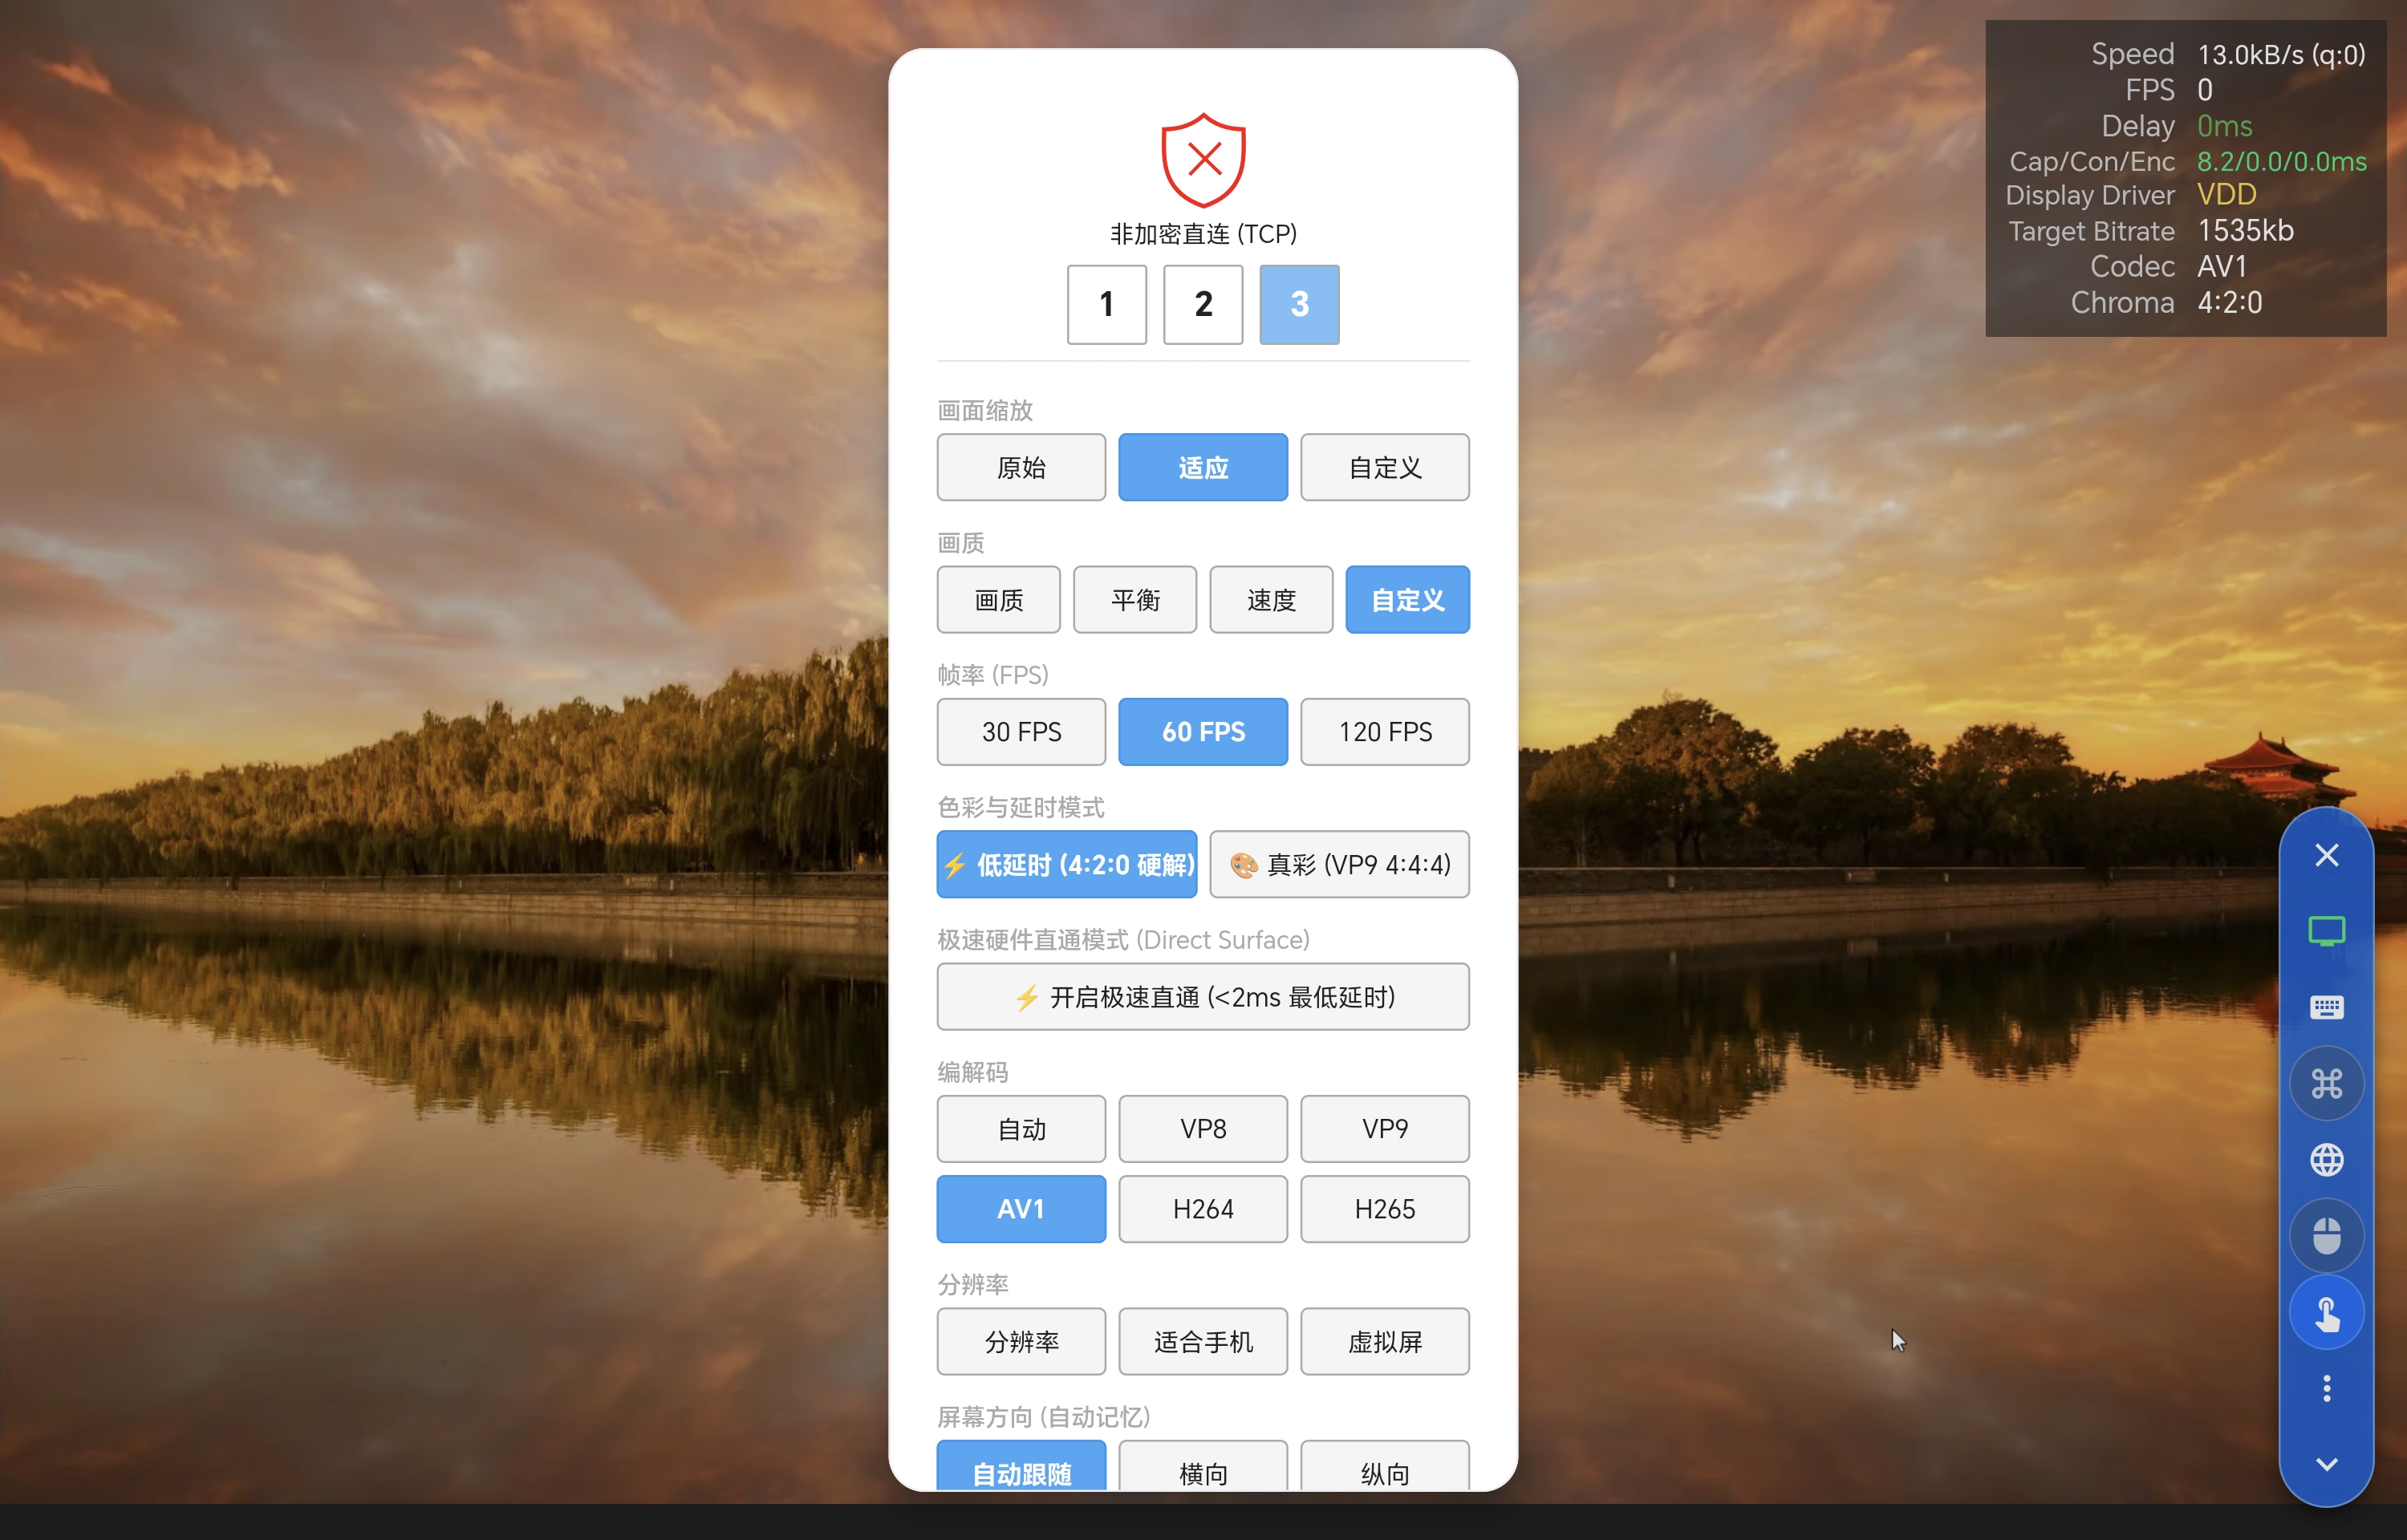 Speed 13.0kB/s (q:0)
FPS 0
Delay 0ms
Cap/Con/Enc 8.2/0.0/0.0ms
Display Driver VDD
Target Bitrate 1535kb
Codec AV1
Chroma 4:2:0
非加密直连 (TCP)
1 2 3
画面缩放
原始 适应 自定义
画质
画质 平衡 速度 自定义
帧率 (FPS)
30 FPS 60 FPS 120 FPS
色彩与延时模式
⚡ 低延时 (4:2:0 硬解) 🎨 真彩 (VP9 4:4:4)
极速硬件直通模式 (Direct Surface)
⚡ 开启极速直通 (<2ms 最低延时)
编解码
自动 VP8 VP9
AV1 H264 H265
分辨率
分辨率 适合手机 虚拟屏
屏幕方向 (自动记忆)
自动跟随 横向 纵向